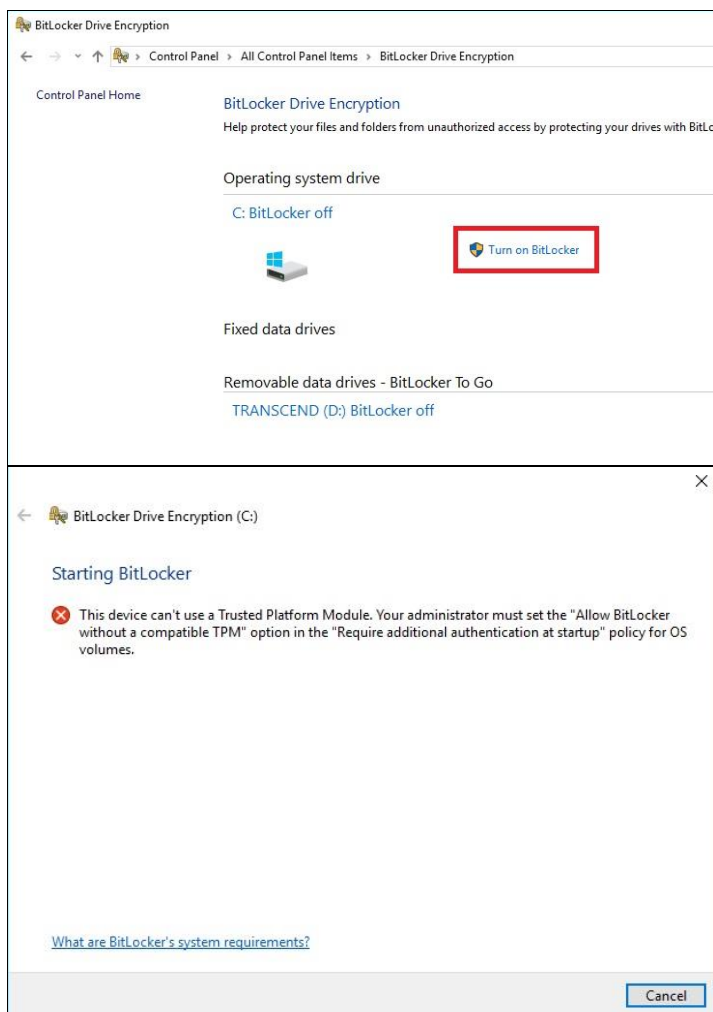 BitLocker Drive Encryption
Control Panel > All Control Panel Items > BitLocker Drive Encryption
Control Panel Home
BitLocker Drive Encryption
Help protect your files and folders from unauthorized access by protecting your drives with BitLo
Operating system drive
C: BitLocker off
Turn on BitLocker
Fixed data drives
Removable data drives - BitLocker To Go
TRANSCEND (D:) BitLocker off
BitLocker Drive Encryption (C:)
Starting BitLocker
This device can't use a Trusted Platform Module. Your administrator must set the "Allow BitLocker
without a compatible TPM" option in the "Require additional authentication at startup" policy for OS
volumes.
What are BitLocker's system requirements?
Cancel